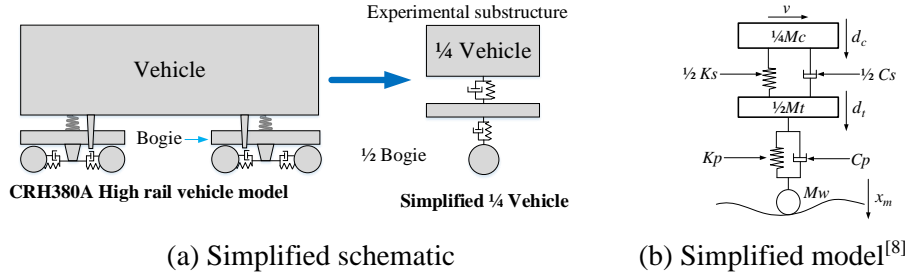 Experimental substructure
Vehicle
¼ Vehicle
Bogie
½ Bogie
CRH380A High rail vehicle model
Simplified ¼ Vehicle
(a) Simplified schematic
v
¼Mc
d_c
½ Ks
½ Cs
½Mt
d_t
Kp
Cp
Mw
x_m
(b) Simplified model[8]